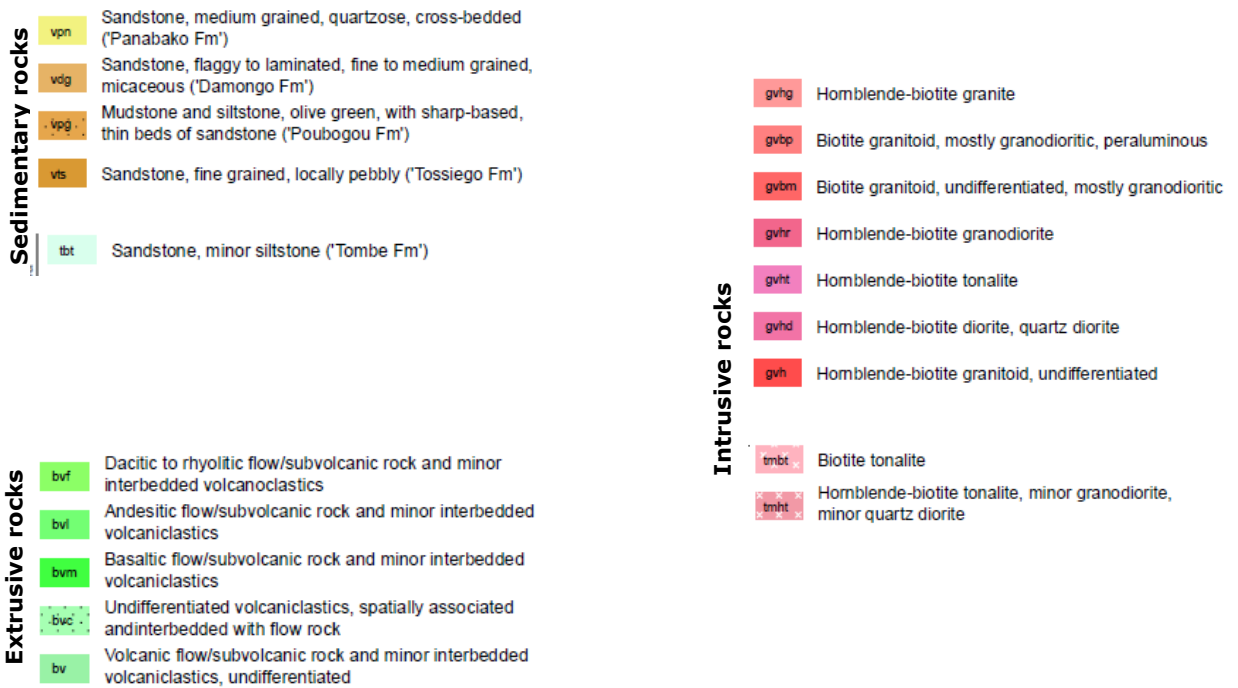 Sedimentary rocks
vpn
Sandstone, medium grained, quartzose, cross-bedded
('Panabako Fm')
vdg
Sandstone, flaggy to laminated, fine to medium grained,
micaceous ('Damongo Fm')
vpg
Mudstone and siltstone, olive green, with sharp-based,
thin beds of sandstone ('Poubogou Fm')
vts
Sandstone, fine grained, locally pebbly ('Tossiego Fm')
tbt
Sandstone, minor siltstone ('Tombe Fm')
Extrusive rocks
bvf
Dacitic to rhyolitic flow/subvolcanic rock and minor
interbedded volcanoclastics
bvl
Andesitic flow/subvolcanic rock and minor interbedded
volcaniclastics
bvm
Basaltic flow/subvolcanic rock and minor interbedded
volcaniclastics
bvc
Undifferentiated volcaniclastics, spatially associated
andinterbedded with flow rock
bv
Volcanic flow/subvolcanic rock and minor interbedded
volcaniclastics, undifferentiated
Intrusive rocks
gvhg
Hornblende-biotite granite
gvbp
Biotite granitoid, mostly granodioritic, peraluminous
gvbm
Biotite granitoid, undifferentiated, mostly granodioritic
gvhr
Hornblende-biotite granodiorite
gvht
Hornblende-biotite tonalite
gvhd
Hornblende-biotite diorite, quartz diorite
gvh
Hornblende-biotite granitoid, undifferentiated
tmbt
Biotite tonalite
tmht
Hornblende-biotite tonalite, minor granodiorite,
minor quartz diorite